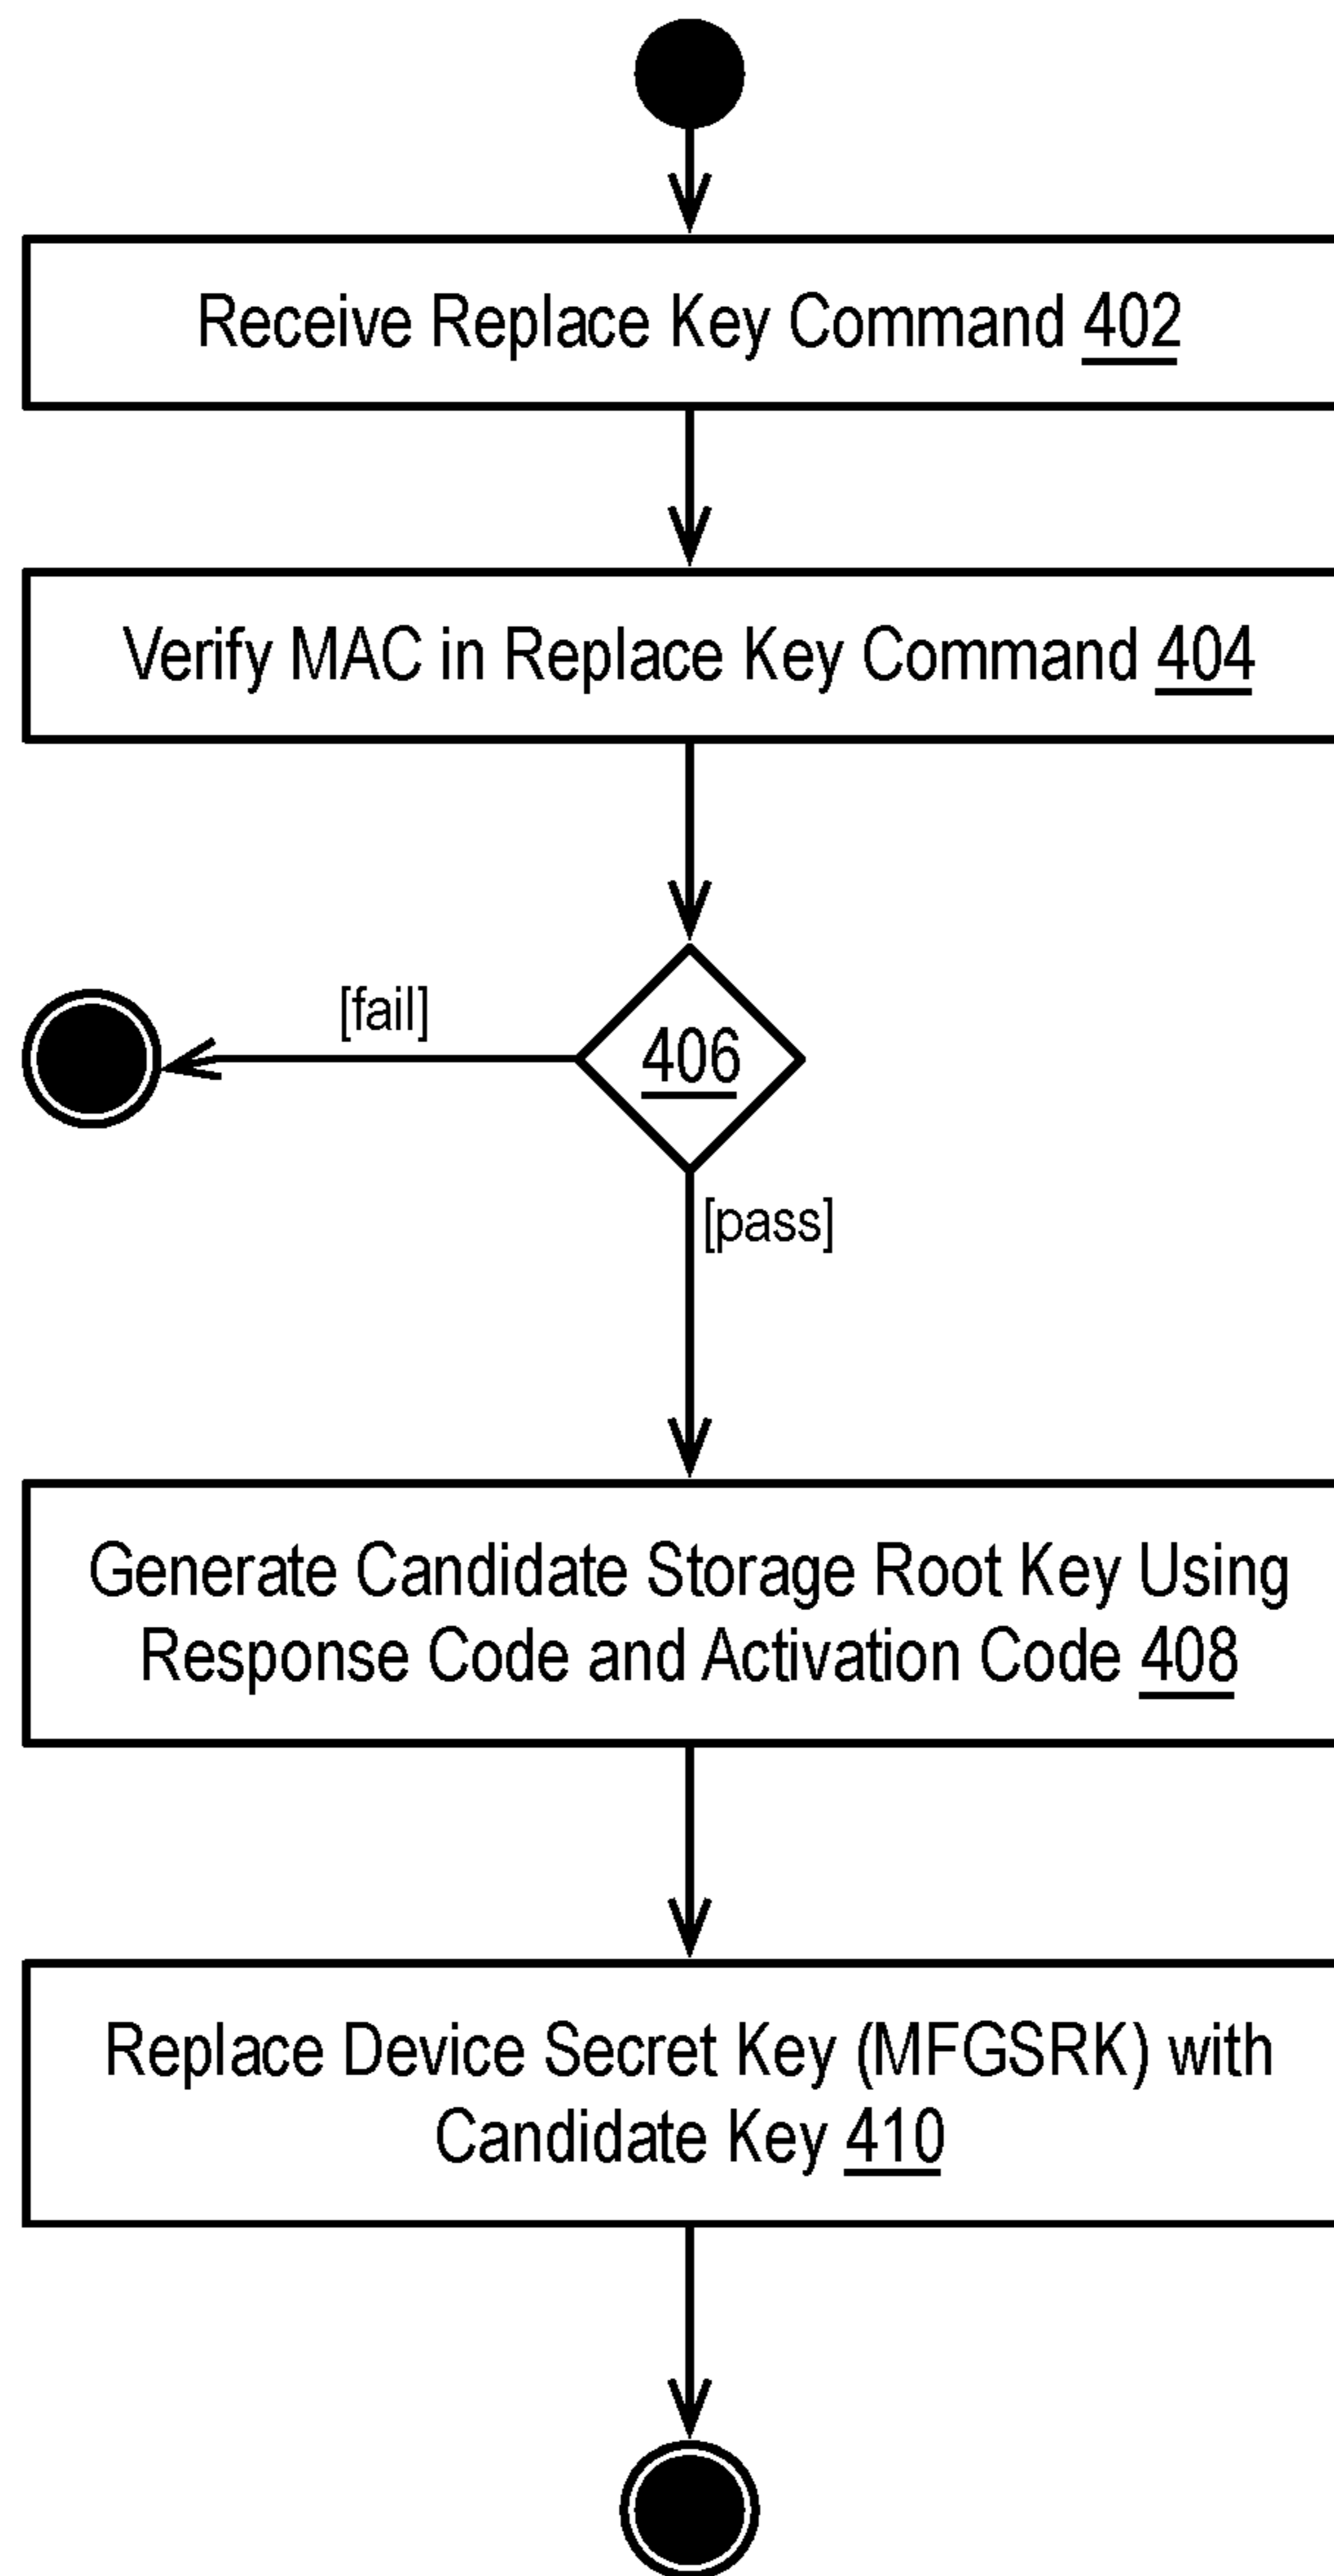 Receive Replace Key Command 402
Verify MAC in Replace Key Command 404
[fail]
406
[pass]
Generate Candidate Storage Root Key Using
Response Code and Activation Code 408
Replace Device Secret Key (MFGSRK) with
Candidate Key 410